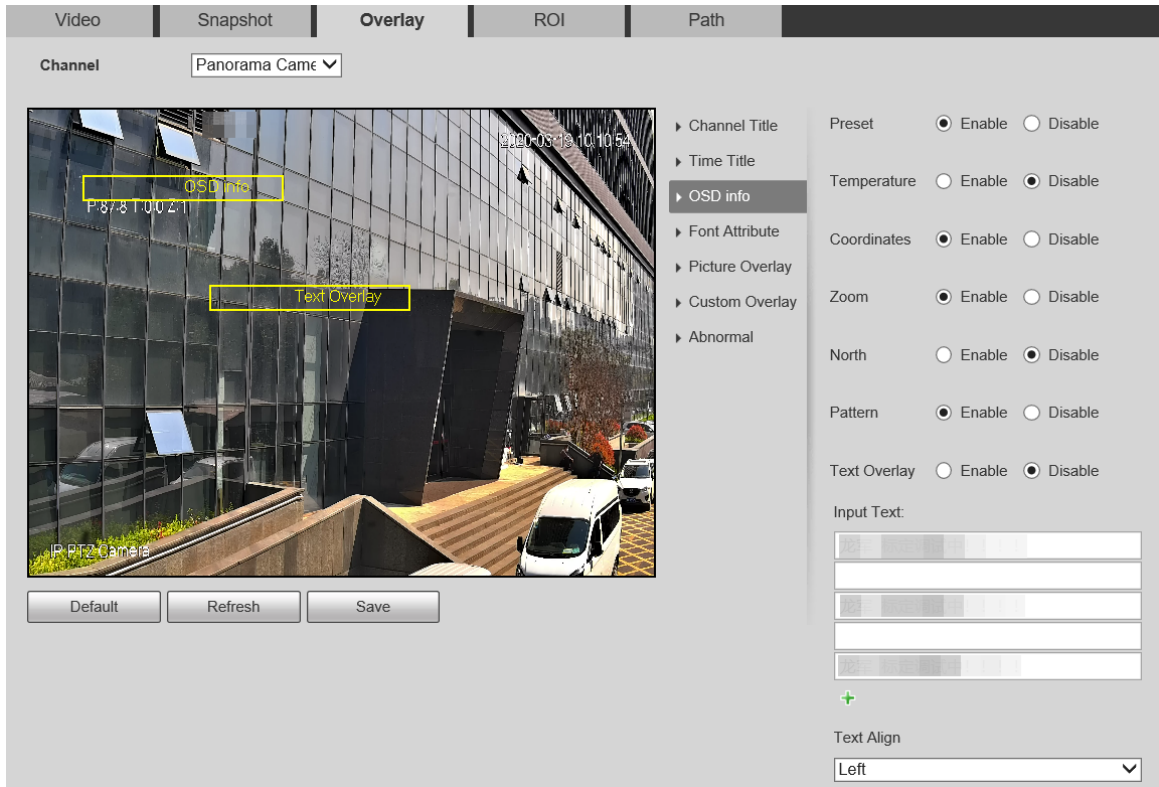 Video Snapshot Overlay ROI Path
Channel Panorama Came
2020-03-19 10:10:54
OSD info
P:87.8 T:0.0 Z:1
Text Overlay
IP PTZ Camera
Default Refresh Save
Channel Title
Time Title
OSD info
Font Attribute
Picture Overlay
Custom Overlay
Abnormal
Preset Enable Disable
Temperature Enable Disable
Coordinates Enable Disable
Zoom Enable Disable
North Enable Disable
Pattern Enable Disable
Text Overlay Enable Disable
Input Text:
Text Align
Left